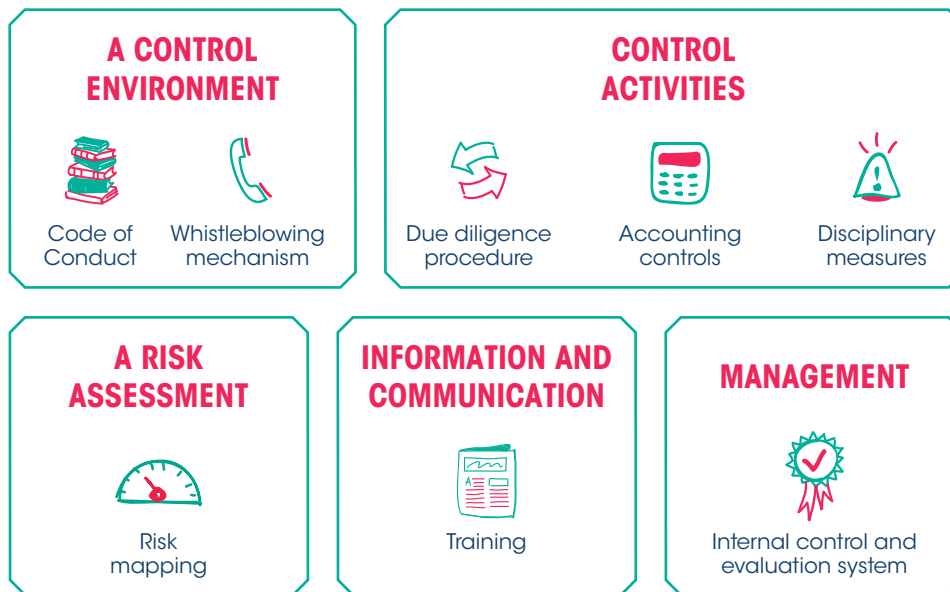 A CONTROL
ENVIRONMENT
Code of
Conduct
Whistleblowing
mechanism
CONTROL
ACTIVITIES
Due diligence
procedure
Accounting
controls
Disciplinary
measures
A RISK
ASSESSMENT
Risk
mapping
INFORMATION AND
COMMUNICATION
A
Training
MANAGEMENT
Internal control and
evaluation system